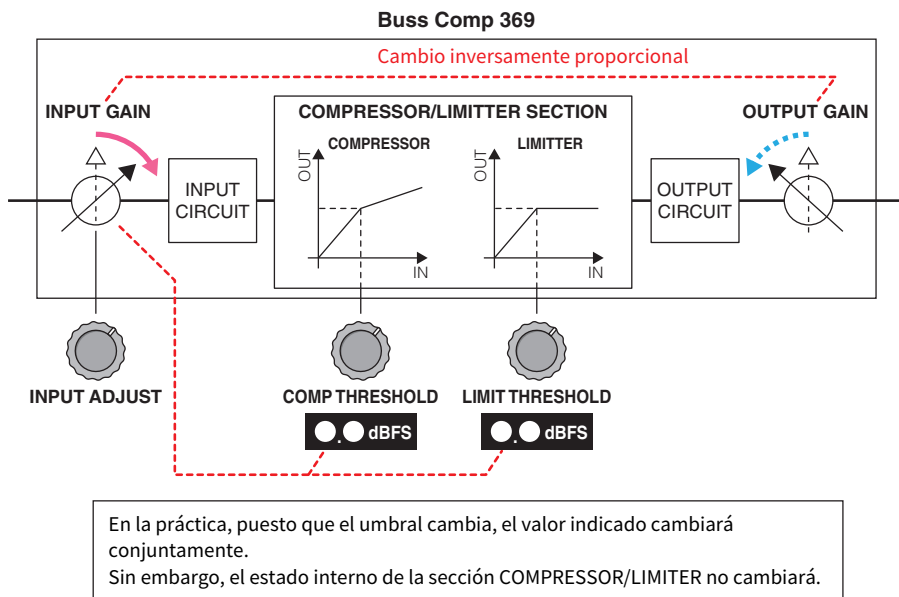 Buss Comp 369
Cambio inversamente proporcional
INPUT GAIN
COMPRESSOR/LIMITTER SECTION
OUTPUT GAIN
COMPRESSOR
LIMITTER
OUT
OUT
INPUT
CIRCUIT
OUTPUT
CIRCUIT
IN
IN
INPUT ADJUST
COMP THRESHOLD
LIMIT THRESHOLD
. dBFS
. dBFS
En la práctica, puesto que el umbral cambia, el valor indicado cambiará
conjuntamente.
Sin embargo, el estado interno de la sección COMPRESSOR/LIMITER no cambiará.